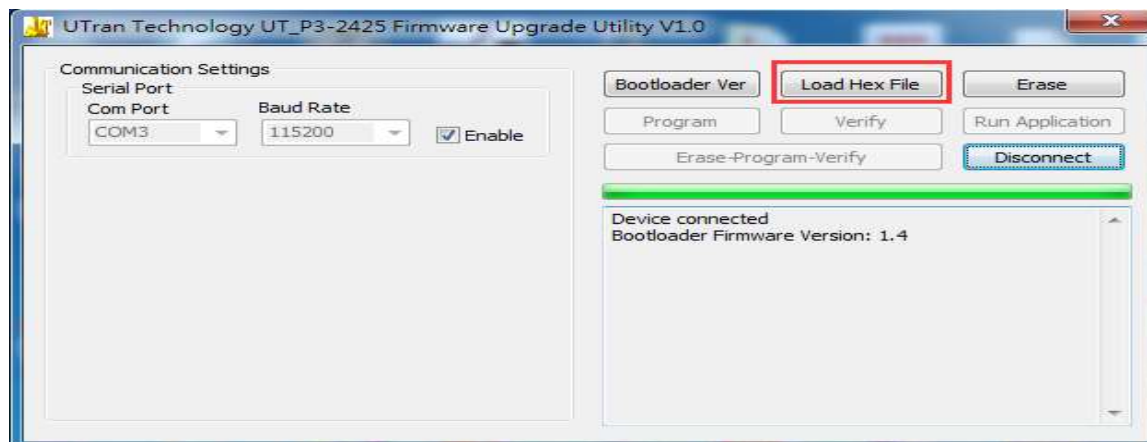 UTran Technology UT_P3-2425 Firmware Upgrade Utility V1.0
Communication Settings
Serial Port
Com Port Baud Rate
COM3 115200 Enable
Bootloader Ver Load Hex File Erase
Program Verify Run Application
Erase-Program-Verify Disconnect
Device connected
Bootloader Firmware Version: 1.4